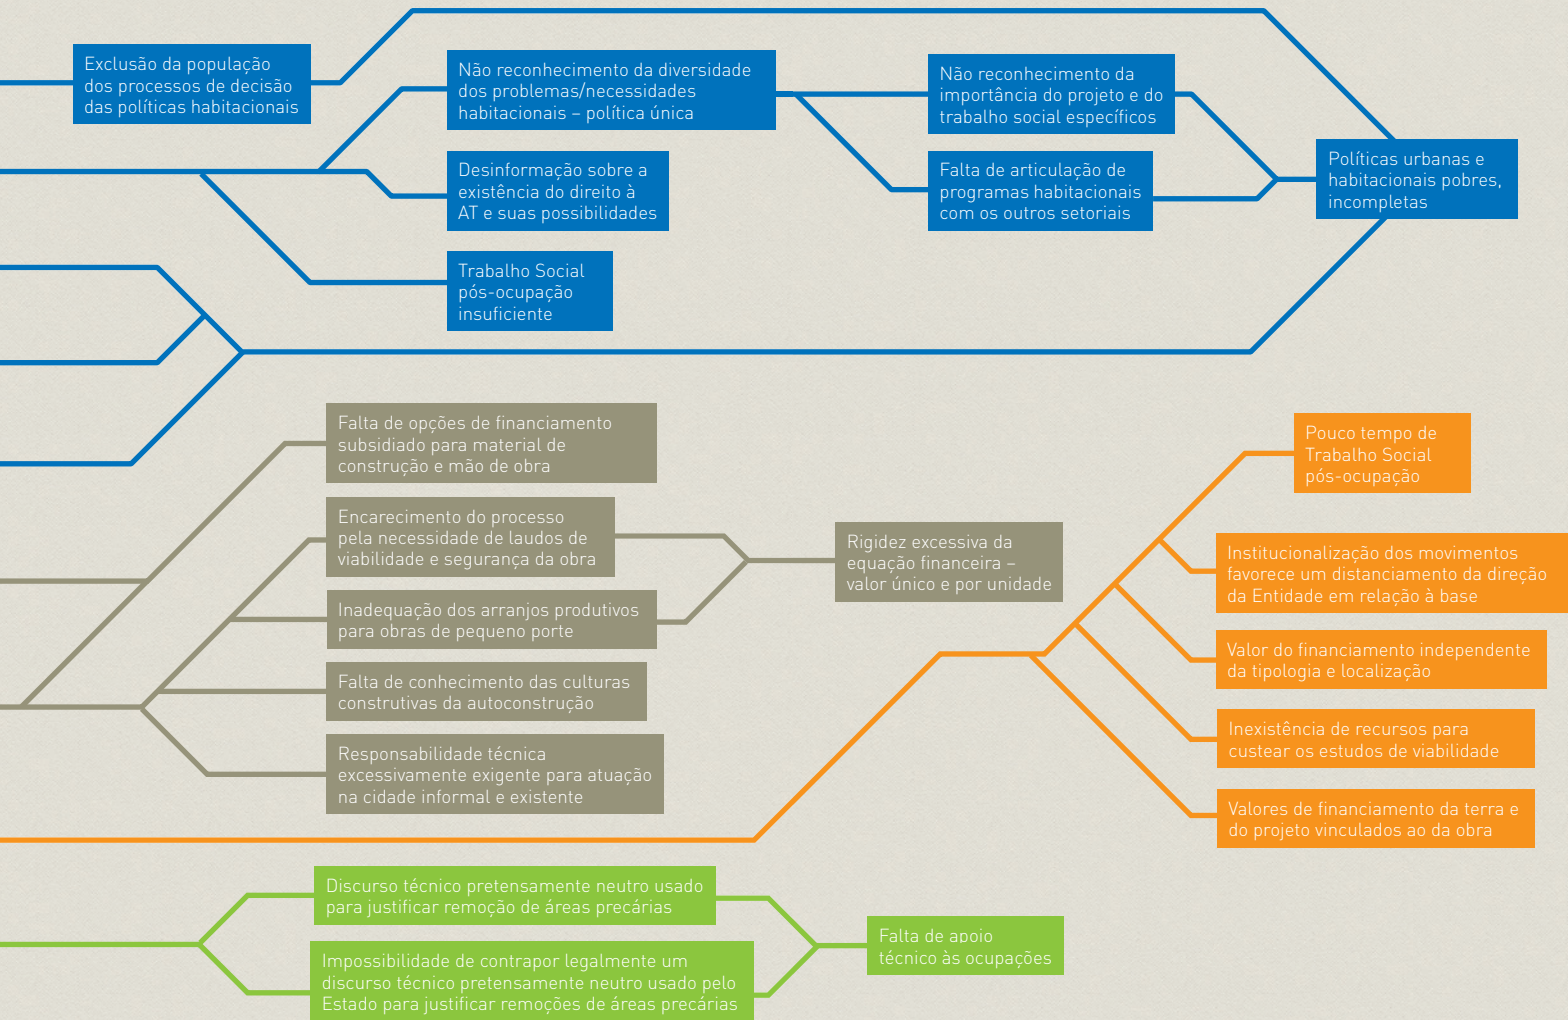 Exclusão da população
dos processos de decisão
das políticas habitacionais
Não reconhecimento da diversidade
dos problemas/necessidades
habitacionais – política única
Não reconhecimento da
importância do projeto e do
trabalho social específicos
Desinformação sobre a
existência do direito à
AT e suas possibilidades
Falta de articulação de
programas habitacionais
com os outros setoriais
Políticas urbanas e
habitacionais pobres,
incompletas
Trabalho Social
pós-ocupação
insuficiente
Falta de opções de financiamento
subsidiado para material de
construção e mão de obra
Encarecimento do processo
pela necessidade de laudos de
viabilidade e segurança da obra
Inadequação dos arranjos produtivos
para obras de pequeno porte
Falta de conhecimento das culturas
construtivas da autoconstrução
Responsabilidade técnica
excessivamente exigente para atuação
na cidade informal e existente
Rigidez excessiva da
equação financeira –
valor único e por unidade
Pouco tempo de
Trabalho Social
pós-ocupação
Institucionalização dos movimentos
favorece um distanciamento da direção
da Entidade em relação à base
Valor do financiamento independente
da tipologia e localização
Inexistência de recursos para
custear os estudos de viabilidade
Valores de financiamento da terra e
do projeto vinculados ao da obra
Discurso técnico pretensamente neutro usado
para justificar remoção de áreas precárias
Impossibilidade de contrapor legalmente um
discurso técnico pretensamente neutro usado pelo
Estado para justificar remoções de áreas precárias
Falta de apoio
técnico às ocupações